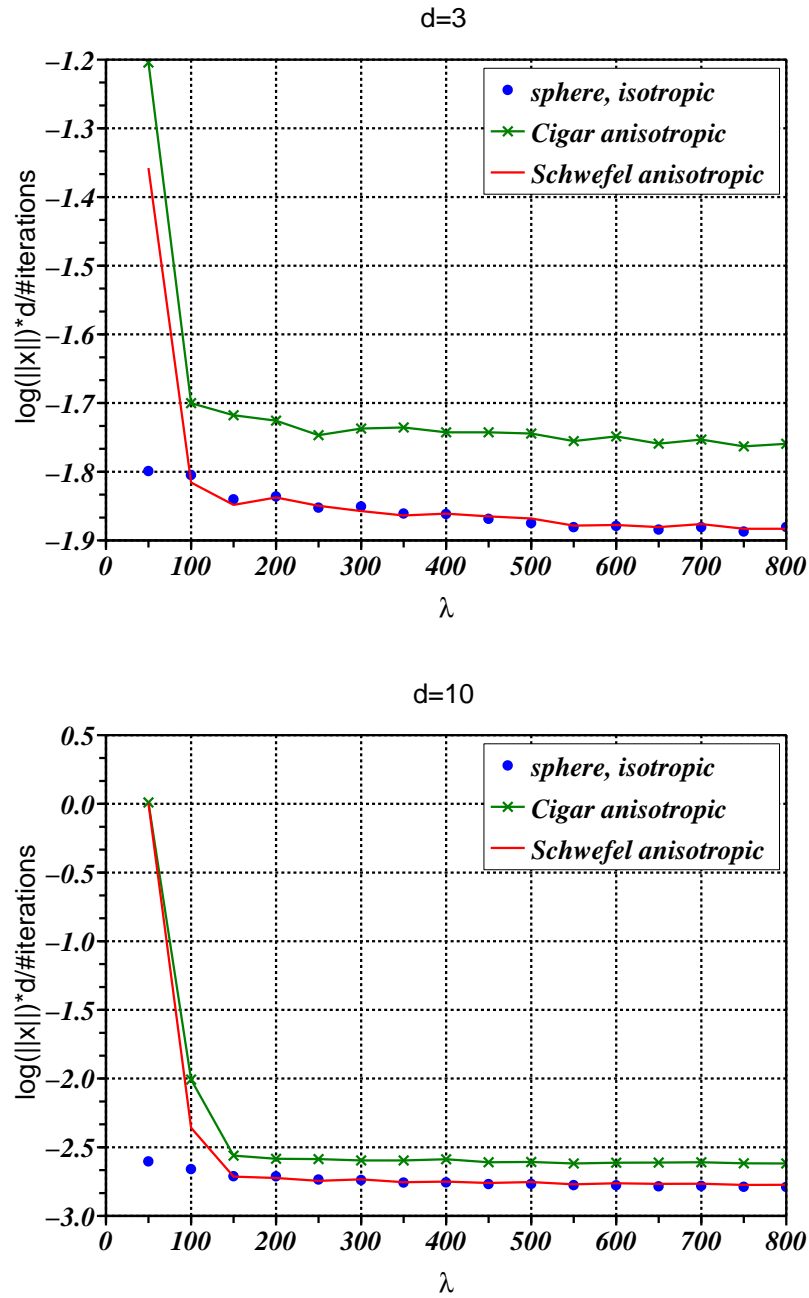 d=3
−1.2
−1.3
−1.4
−1.5
−1.6
−1.7
−1.8
−1.9
log(||x||)*d/#iterations
sphere, isotropic
Cigar anisotropic
Schwefel anisotropic
0 100 200 300 400 500 600 700 800
λ
d=10
0.5
0.0
−0.5
−1.0
−1.5
−2.0
−2.5
−3.0
log(||x||)*d/#iterations
sphere, isotropic
Cigar anisotropic
Schwefel anisotropic
0 100 200 300 400 500 600 700 800
λ